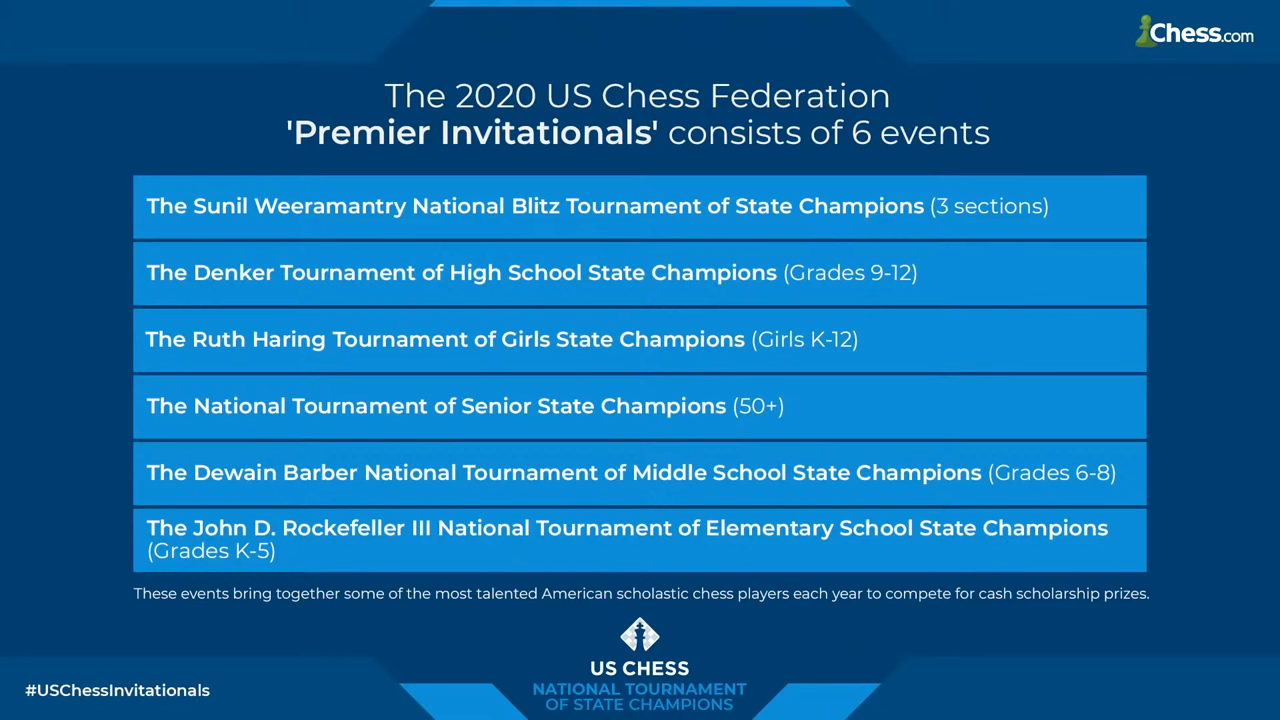 Chess.com
The 2020 US Chess Federation
'Premier Invitationals' consists of 6 events
The Sunil Weeramantry National Blitz Tournament of State Champions (3 sections)
The Denker Tournament of High School State Champions (Grades 9-12)
The Ruth Haring Tournament of Girls State Champions (Girls K-12)
The National Tournament of Senior State Champions (50+)
The Dewain Barber National Tournament of Middle School State Champions (Grades 6-8)
The John D. Rockefeller III National Tournament of Elementary School State Champions
(Grades K-5)
These events bring together some of the most talented American scholastic chess players each year to compete for cash scholarship prizes.
US CHESS
NATIONAL TOURNAMENT
OF STATE CHAMPIONS
#USChessInvitationals